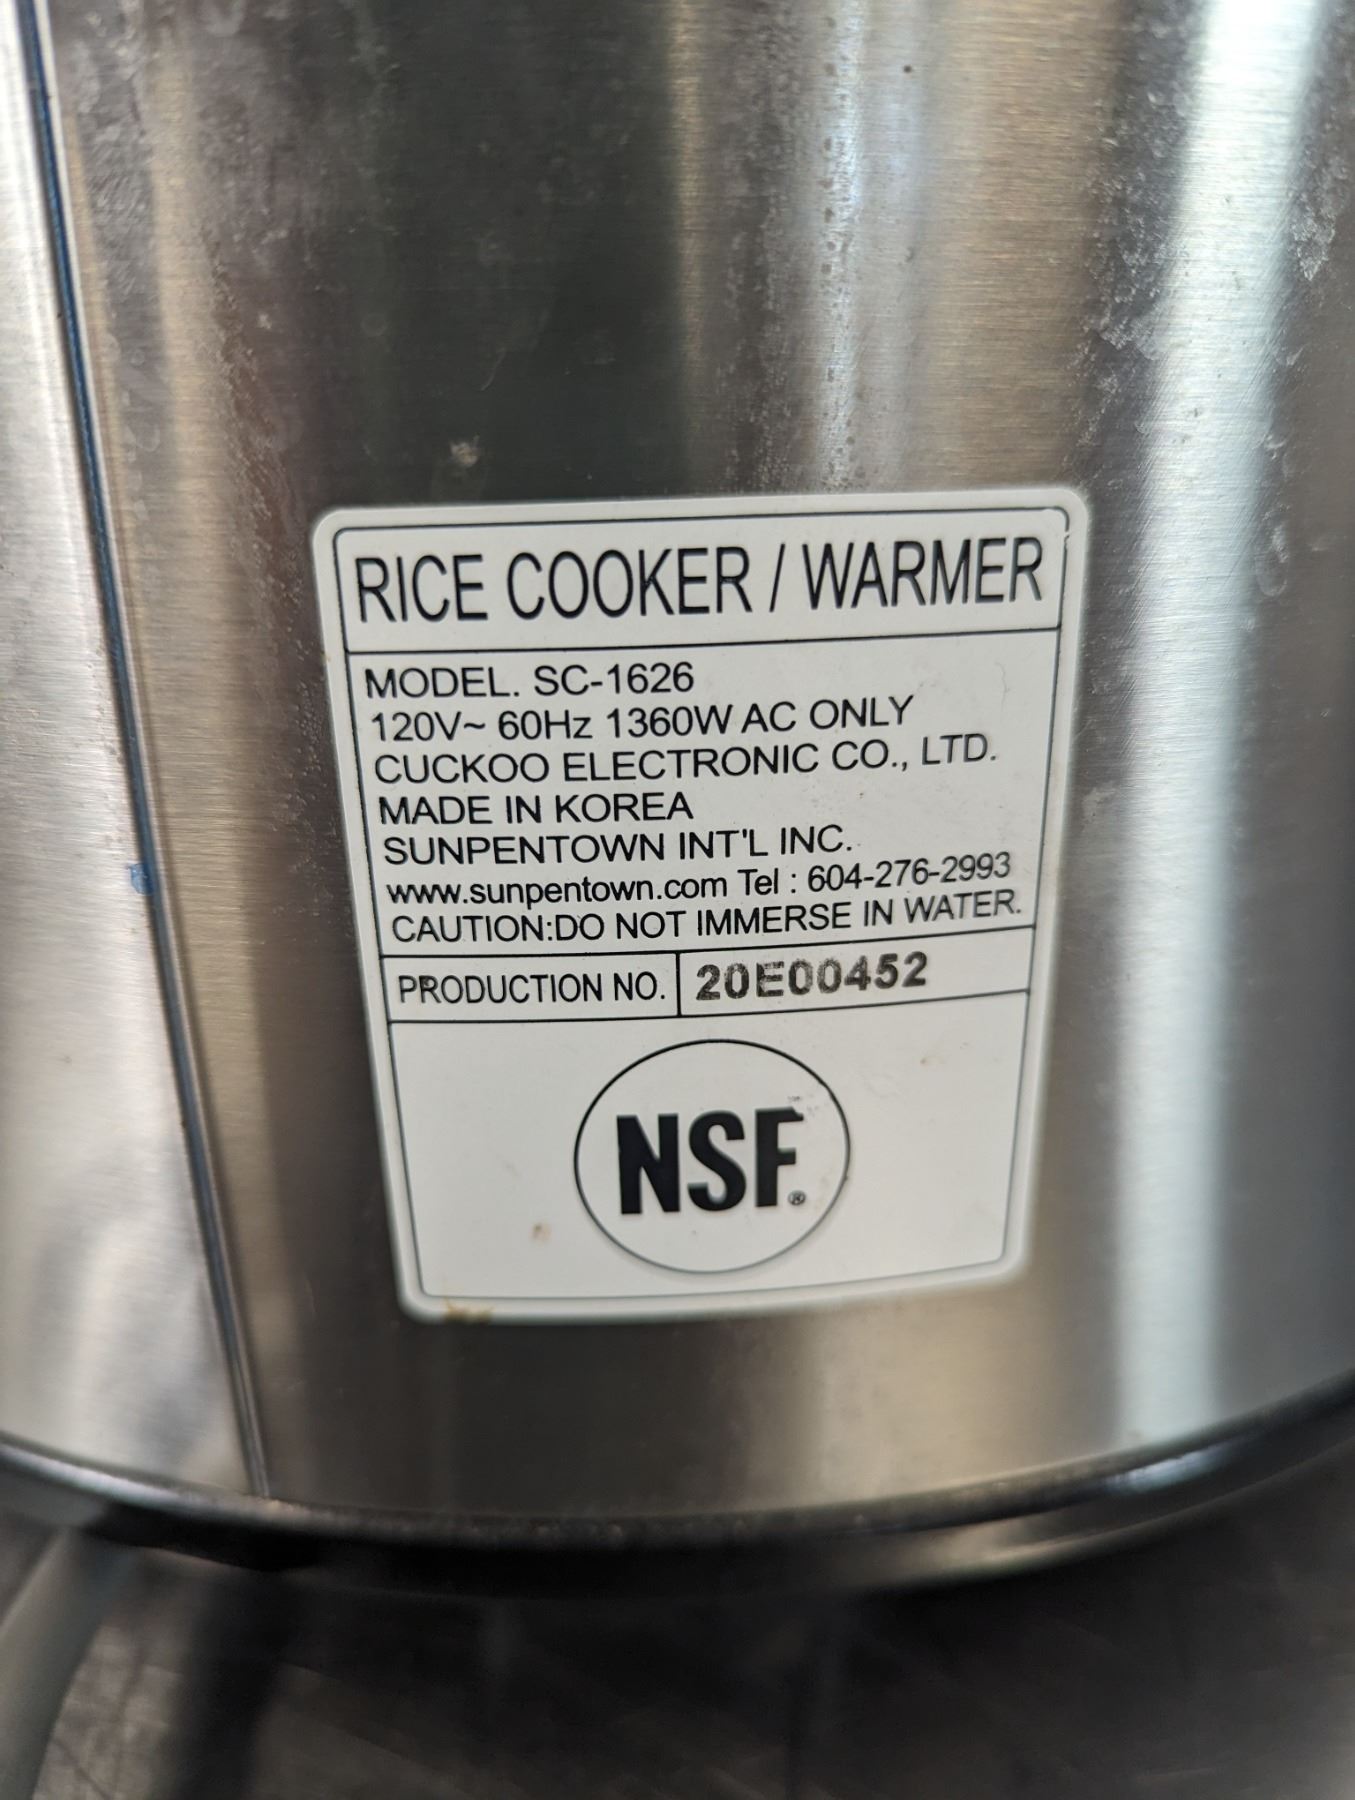 RICE COOKER / WARMER
MODEL. SC-1626
120V~ 60Hz 1360W AC ONLY
CUCKOO ELECTRONIC CO., LTD.
MADE IN KOREA
SUNPENTOWN INT'L INC.
www.sunpentown.com Tel : 604-276-2993
CAUTION:DO NOT IMMERSE IN WATER.
PRODUCTION NO. 20E00452
NSF®